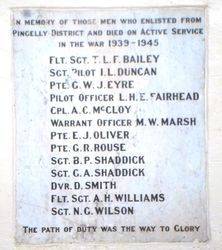 IN MEMORY OF THOSE MEN WHO ENLISTED FROM
PINGELLY DISTRICT AND DIED ON ACTIVE SERVICE
IN THE WAR 1939-1945
FLT. SGT. T.L.F. BAILEY
SGT. PILOT J.L. DUNCAN
PTE. G.W.J. EYRE
PILOT OFFICER L.H.E. FAIRHEAD
CPL. A.C. MCCLOY
WARRANT OFFICER M.W. MARSH
PTE. E.J. OLIVER
PTE. G.R. ROUSE
SGT. B.P. SHADDICK
SGT. G.A. SHADDICK
DVR. D. SMITH
FLT. SGT. A.H. WILLIAMS
SGT. N.G. WILSON
THE PATH OF DUTY WAS THE WAY TO GLORY